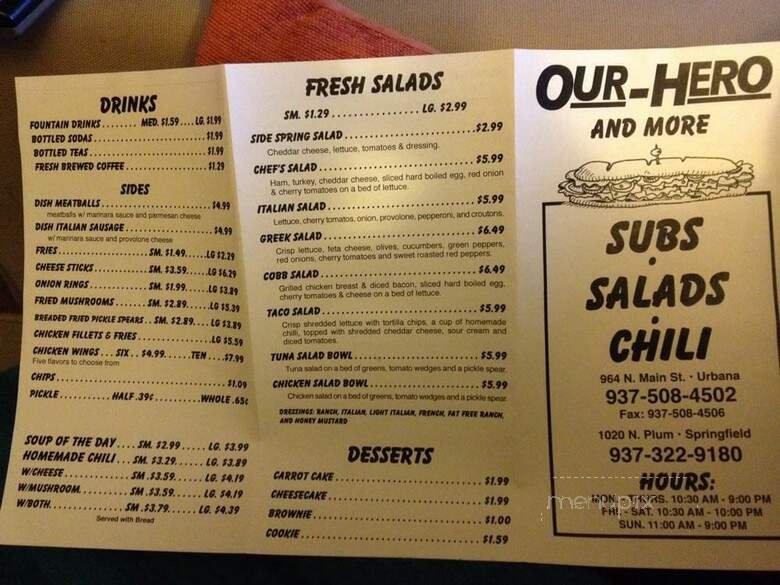 DRINKS
FOUNTAIN DRINKS ........ MED. $1.59 .... LG. $1.99
BOTTLED SODAS ........ $1.99
BOTTLED TEAS ........ $1.99
FRESH BREWED COFFEE ........ $1.29
SIDES
DISH MEATBALLS ........ $4.99
meatballs w/ marinara sauce and parmesan cheese
DISH ITALIAN SAUSAGE ........ $4.99
w/ marinara sauce and provolone cheese
FRIES ........ SM. $1.49 ..... LG $2.29
CHEESE STICKS ........ SM. $3.59 .... LG $6.29
ONION RINGS ........ SM. $1.99 ..... LG $3.89
FRIED MUSHROOMS ........ SM. $2.89 .... LG $5.39
BREADED FRIED PICKLE SPEARS .. SM. $2.89 .... LG $3.89
CHICKEN FILLETS & FRIES ........ LG $5.59
CHICKEN WINGS ... SIX .. $4.99 ...... TEN .... $7.99
Five flavors to choose from
CHIPS ........ $1.09
PICKLE ........ HALF .39¢ ........ WHOLE .65¢
SOUP OF THE DAY ..... SM. $2.99 ..... LG. $3.99
HOMEMADE CHILI ... SM. $3.29 ...... LG. $3.89
W/CHEESE ........ SM .$3.59 ...... LG. $4.19
W/MUSHROOM ........ SM .$3.59 ...... LG. $4.19
W/BOTH ........ SM .$3.79 ...... LG. $4.39
Served with Bread
FRESH SALADS
SM. $1.29 ................ LG. $2.99
SIDE SPRING SALAD ........ $2.99
Cheddar cheese, lettuce, tomatoes & dressing.
CHEF'S SALAD ........ $5.99
Ham, turkey, cheddar cheese, sliced hard boiled egg, red onion
& cherry tomatoes on a bed of lettuce.
ITALIAN SALAD ........ $5.99
Lettuce, cherry tomatos, onion, provolone, pepperoni, and croutons.
GREEK SALAD ........ $6.49
Crisp lettuce, feta cheese, olives, cucumbers, green peppers,
red onions, cherry tomatoes and sweet roasted red peppers.
COBB SALAD ........ $6.49
Grilled chicken breast & diced bacon, sliced hard boiled egg,
cherry tomatoes & cheese on a bed of lettuce.
TACO SALAD ........ $5.99
Crisp shredded lettuce with tortilla chips, a cup of homemade
chili, topped with shredded cheddar cheese, sour cream and
diced tomatoes.
TUNA SALAD BOWL ........ $5.99
Tuna salad on a bed of greens, tomato wedges and a pickle spear.
CHICKEN SALAD BOWL ........ $5.99
Chicken salad on a bed of greens, tomato wedges and a pickle spear
DRESSINGS: RANCH, ITALIAN, LIGHT ITALIAN, FRENCH, FAT FREE RANCH,
AND HONEY MUSTARD
DESSERTS
CARROT CAKE ........ $1.99
CHEESECAKE ........ $1.99
BROWNIE ........ $1.00
COOKIE ........ $1.59
OUR-HERO
AND MORE
SUBS
•
SALADS
•
CHILI
964 N. Main St. • Urbana
937-508-4502
Fax: 937-508-4506
1020 N. Plum • Springfield
937-322-9180
HOURS:
MON. - THURS. 10:30 AM - 9:00 PM
FRI. - SAT. 10:30 AM - 10:00 PM
SUN. 11:00 AM - 9:00 PM
menupix